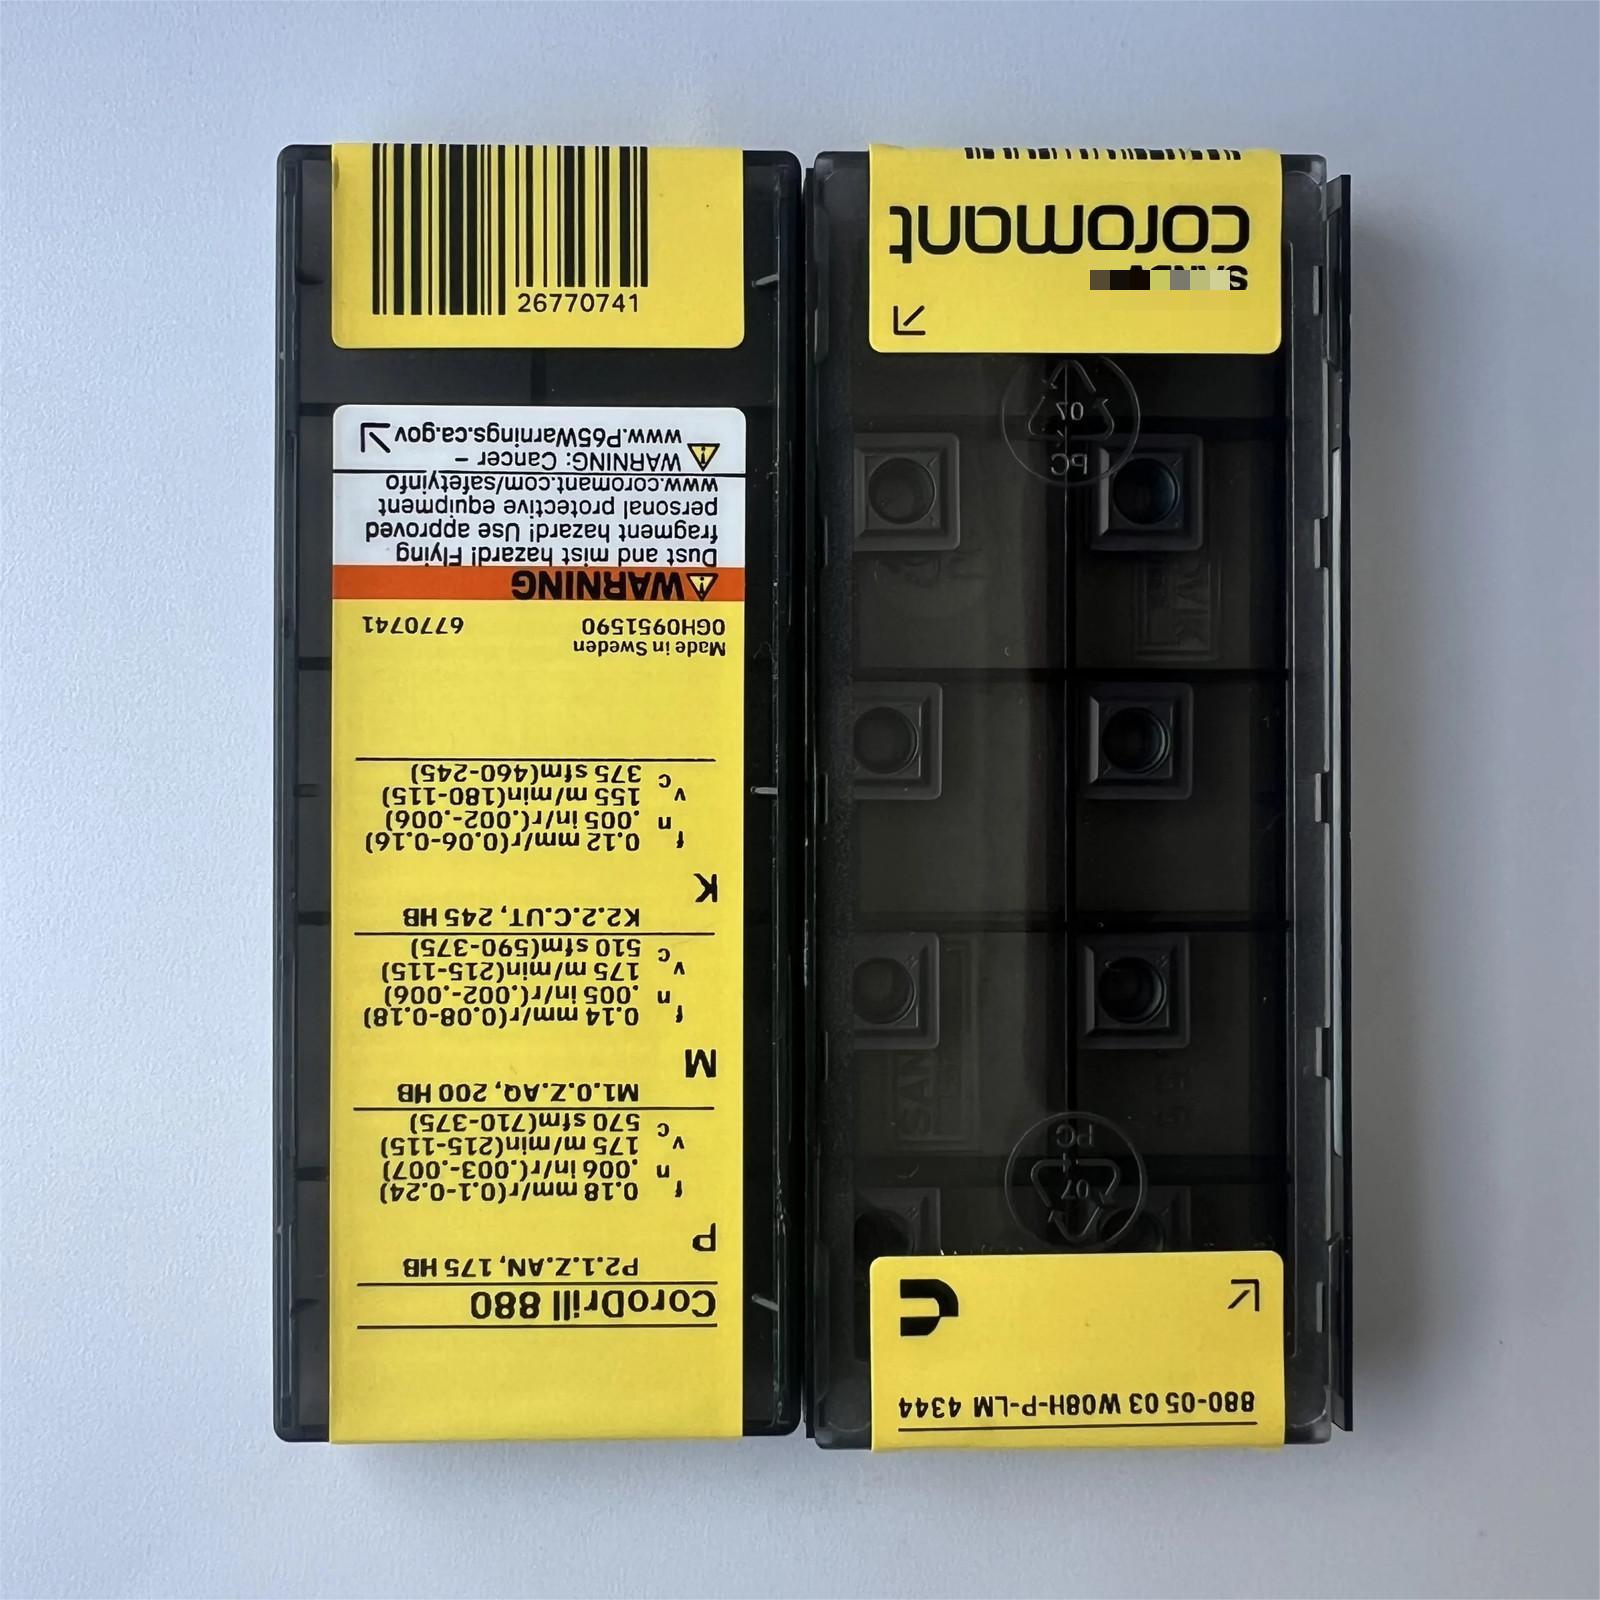 26770741
CoroDrill 880
P2.1.Z.AN, 175 HB
P
f n 0.18 mm/r(0.1-0.24)
.006 in/r(.003-.007)
v c 175 m/min(215-115)
570 sfm(710-375)
M1.0.Z.AQ, 200 HB
M
f n 0.14 mm/r(0.08-0.18)
.005 in/r(.002-.006)
v c 175 m/min(215-115)
510 sfm(590-375)
K2.2.C.UT, 245 HB
K
f n 0.12 mm/r(0.06-0.16)
.005 in/r(.002-.006)
v c 155 m/min(180-115)
375 sfm(460-245)
Made in Sweden
0GH0951590 6770741
WARNING
Dust and mist hazard! Flying
fragment hazard! Use approved
personal protective equipment
www.coromant.com/safetyinfo
WARNING: Cancer -
www.P65Warnings.ca.gov
880-05 03 W08H-P-LM 4344
PC
07
PC
07
coromant